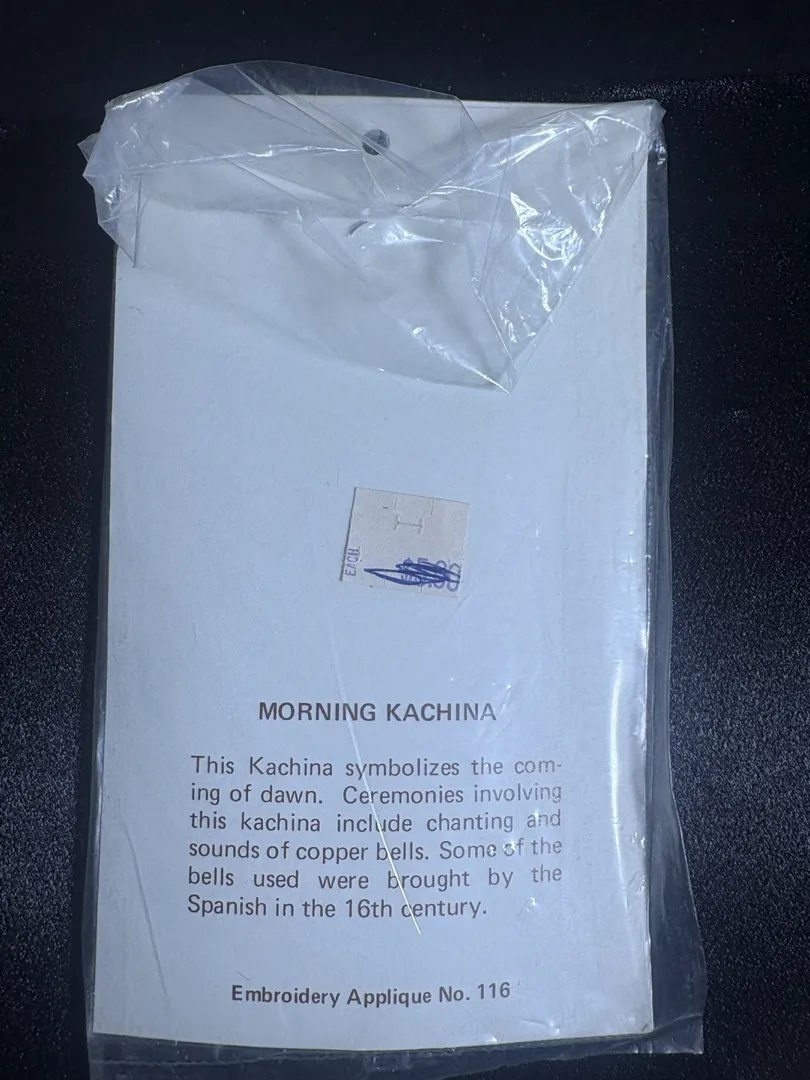 EACH
MORNING KACHINA
This Kachina symbolizes the com-
ing of dawn. Ceremonies involving
this kachina include chanting and
sounds of copper bells. Some of the
bells used were brought by the
Spanish in the 16th century.
Embroidery Applique No. 116